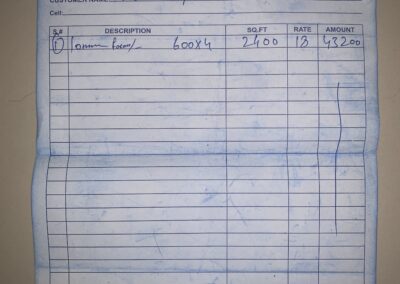 CUSTOMER NAME
Cell:
S.# DESCRIPTION SQ.FT RATE AMOUNT
1 600x4 2400 18 43200